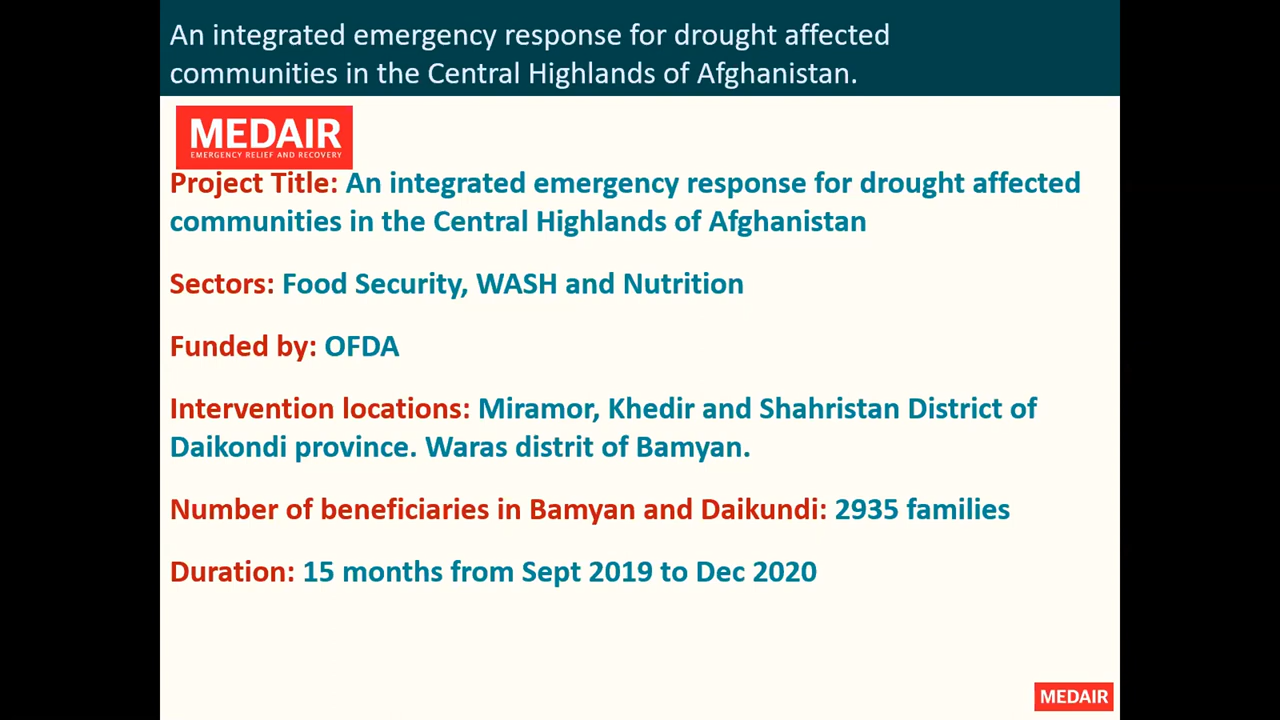 An integrated emergency response for drought affected
communities in the Central Highlands of Afghanistan.
MEDAIR
EMERGENCY RELIEF AND RECOVERY
Project Title: An integrated emergency response for drought affected
communities in the Central Highlands of Afghanistan
Sectors: Food Security, WASH and Nutrition
Funded by: OFDA
Intervention locations: Miramor, Khedir and Shahristan District of
Daikondi province. Waras distrit of Bamyan.
Number of beneficiaries in Bamyan and Daikundi: 2935 families
Duration: 15 months from Sept 2019 to Dec 2020
MEDAIR